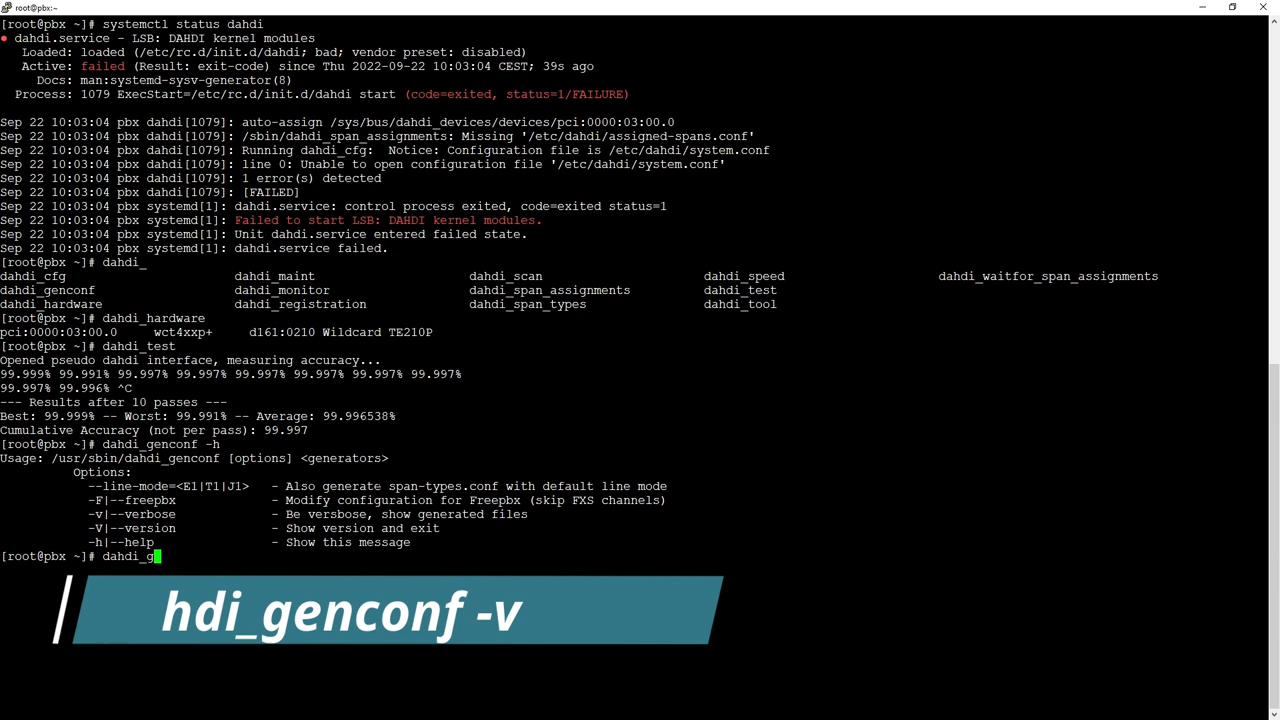 root@pbx:~
[root@pbx ~]# systemctl status dahdi
● dahdi.service - LSB: DAHDI kernel modules
   Loaded: loaded (/etc/rc.d/init.d/dahdi; bad; vendor preset: disabled)
   Active: failed (Result: exit-code) since Thu 2022-09-22 10:03:04 CEST; 39s ago
     Docs: man:systemd-sysv-generator(8)
  Process: 1079 ExecStart=/etc/rc.d/init.d/dahdi start (code=exited, status=1/FAILURE)
Sep 22 10:03:04 pbx dahdi[1079]: auto-assign /sys/bus/dahdi_devices/devices/pci:0000:03:00.0
Sep 22 10:03:04 pbx dahdi[1079]: /sbin/dahdi_span_assignments: Missing '/etc/dahdi/assigned-spans.conf'
Sep 22 10:03:04 pbx dahdi[1079]: Running dahdi_cfg:  Notice: Configuration file is /etc/dahdi/system.conf
Sep 22 10:03:04 pbx dahdi[1079]: line 0: Unable to open configuration file '/etc/dahdi/system.conf'
Sep 22 10:03:04 pbx dahdi[1079]: 1 error(s) detected
Sep 22 10:03:04 pbx dahdi[1079]: [FAILED]
Sep 22 10:03:04 pbx systemd[1]: dahdi.service: control process exited, code=exited status=1
Sep 22 10:03:04 pbx systemd[1]: Failed to start LSB: DAHDI kernel modules.
Sep 22 10:03:04 pbx systemd[1]: Unit dahdi.service entered failed state.
Sep 22 10:03:04 pbx systemd[1]: dahdi.service failed.
[root@pbx ~]# dahdi_
dahdi_cfg dahdi_maint dahdi_scan dahdi_speed dahdi_waitfor_span_assignments
dahdi_genconf dahdi_monitor dahdi_span_assignments dahdi_test
dahdi_hardware dahdi_registration dahdi_span_types dahdi_tool
[root@pbx ~]# dahdi_hardware
pci:0000:03:00.0     wct4xxp+     d161:0210 Wildcard TE210P
[root@pbx ~]# dahdi_test
Opened pseudo dahdi interface, measuring accuracy...
99.999% 99.991% 99.997% 99.997% 99.997% 99.997% 99.997% 99.997%
99.997% 99.996% ^C
--- Results after 10 passes ---
Best: 99.999% -- Worst: 99.991% -- Average: 99.996538%
Cumulative Accuracy (not per pass): 99.997
[root@pbx ~]# dahdi_genconf -h
Usage: /usr/sbin/dahdi_genconf [options] <generators>
Options:
--line-mode=<E1|T1|J1>   - Also generate span-types.conf with default line mode
-F|--freepbx             - Modify configuration for Freepbx (skip FXS channels)
-v|--verbose             - Be versbose, show generated files
-V|--version             - Show version and exit
-h|--help                - Show this message
[root@pbx ~]# dahdi_g
hdi_genconf -v